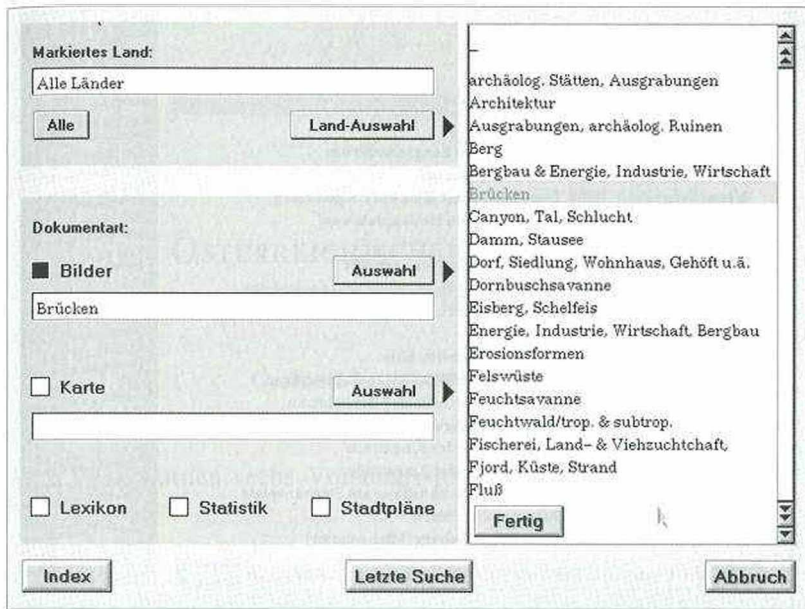 Markiertes Land:
Alle Länder
Alle
Land-Auswahl
Dokumentart:
Bilder
Auswahl
Brücken
Karte
Auswahl
Lexikon
Statistik
Stadtpläne
–
archäolog. Stätten, Ausgrabungen
Architektur
Ausgrabungen, archäolog. Ruinen
Berg
Bergbau & Energie, Industrie, Wirtschaft
Brücken
Canyon, Tal, Schlucht
Damm, Stausee
Dorf, Siedlung, Wohnhaus, Gehöft u.ä.
Dornbuschsavanne
Eisberg, Schelfeis
Energie, Industrie, Wirtschaft, Bergbau
Erosionsformen
Felswüste
Feuchtsavanne
Feuchtwald/trop. & subtrop.
Fischerei, Land- & Viehzuchtchaft,
Fjord, Küste, Strand
Fluß
Fertig
Index
Letzte Suche
Abbruch